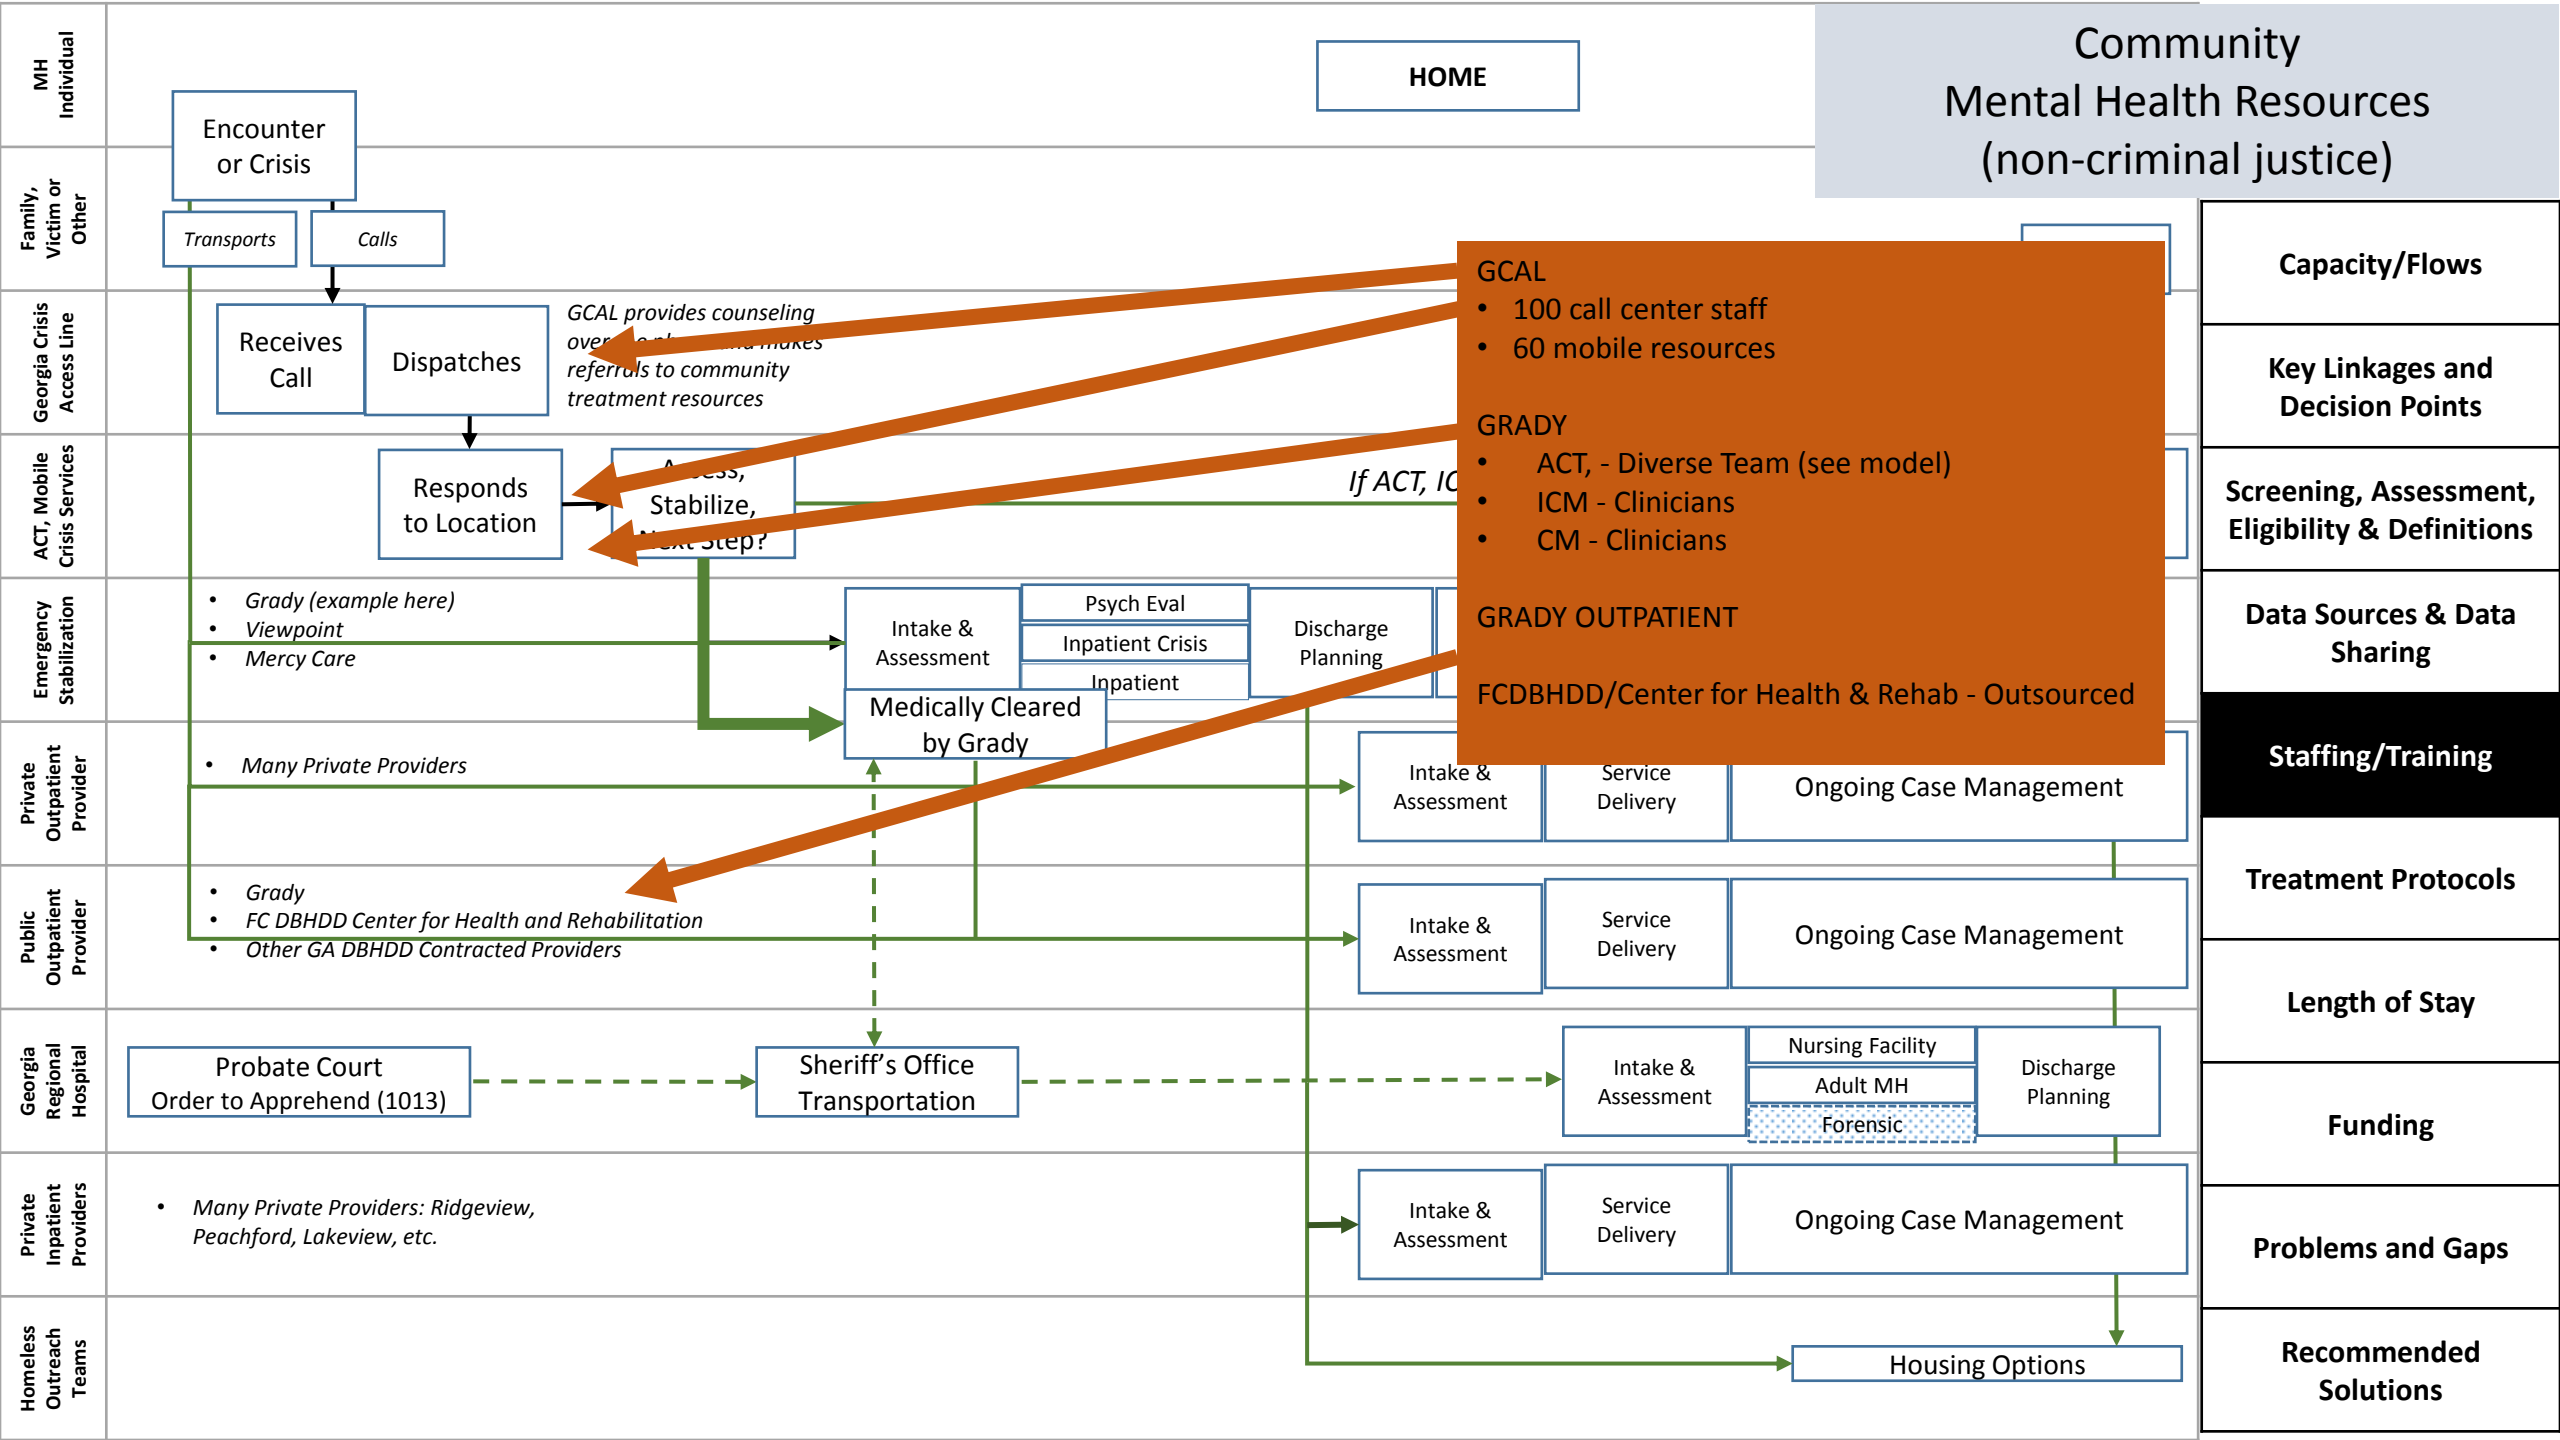 Community
Mental Health Resources
(non-criminal justice)
MH
Individual
HOME
Encounter
or Crisis
Family,
Victim or
Other
Transports
Calls
Georgia Crisis
Access Line
Receives
Call
Dispatches
GCAL provides counseling
makes
referrals to community
treatment resources
ACT, Mobile
Crisis Services
Responds
to Location
Stabilize,
Next Step?
If ACT,
GCAL
• 100 call center staff
• 60 mobile resources
GRADY
• ACT, - Diverse Team (see model)
• ICM - Clinicians
• CM - Clinicians
GRADY OUTPATIENT
FCDBHDD/Center for Health & Rehab - Outsourced
Emergency
Stabilization
• Grady (example here)
• Viewpoint
• Mercy Care
Intake &
Assessment
Psych Eval
Inpatient Crisis
Inpatient
Discharge
Planning
Medically Cleared
by Grady
Private
Outpatient
Provider
• Many Private Providers
Intake &
Assessment
Service
Delivery
Ongoing Case Management
Public
Outpatient
Provider
• Grady
• FC DBHDD Center for Health and Rehabilitation
• Other GA DBHDD Contracted Providers
Intake &
Assessment
Service
Delivery
Ongoing Case Management
Georgia
Regional
Hospital
Probate Court
Order to Apprehend (1013)
Sheriff’s Office
Transportation
Intake &
Assessment
Nursing Facility
Adult MH
Forensic
Discharge
Planning
Private
Inpatient
Providers
• Many Private Providers: Ridgeview,
Peachford, Lakeview, etc.
Intake &
Assessment
Service
Delivery
Ongoing Case Management
Homeless
Outreach
Teams
Housing Options
Capacity/Flows
Key Linkages and
Decision Points
Screening, Assessment,
Eligibility & Definitions
Data Sources & Data
Sharing
Staffing/Training
Treatment Protocols
Length of Stay
Funding
Problems and Gaps
Recommended
Solutions